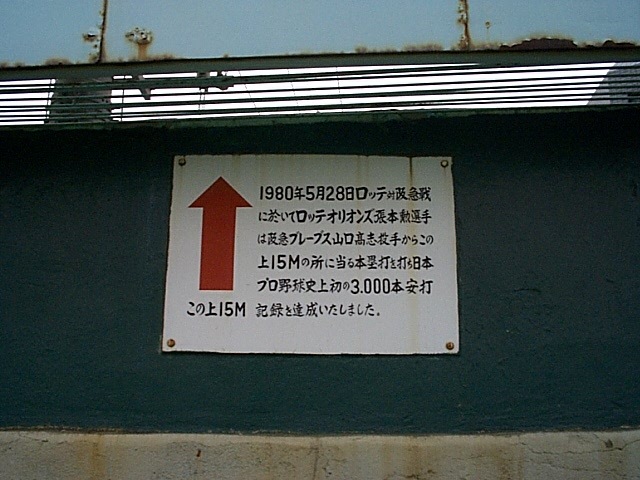 1980年5月28日ロッテ対阪急戦
に於いてロッテオリオンズ張本勲選手
は阪急ブレーブス山口高志投手からこの
上15Mの所に当る本塁打を打ち日本
プロ野球史上初の3.000本安打
この上15M 記録を達成いたしました。